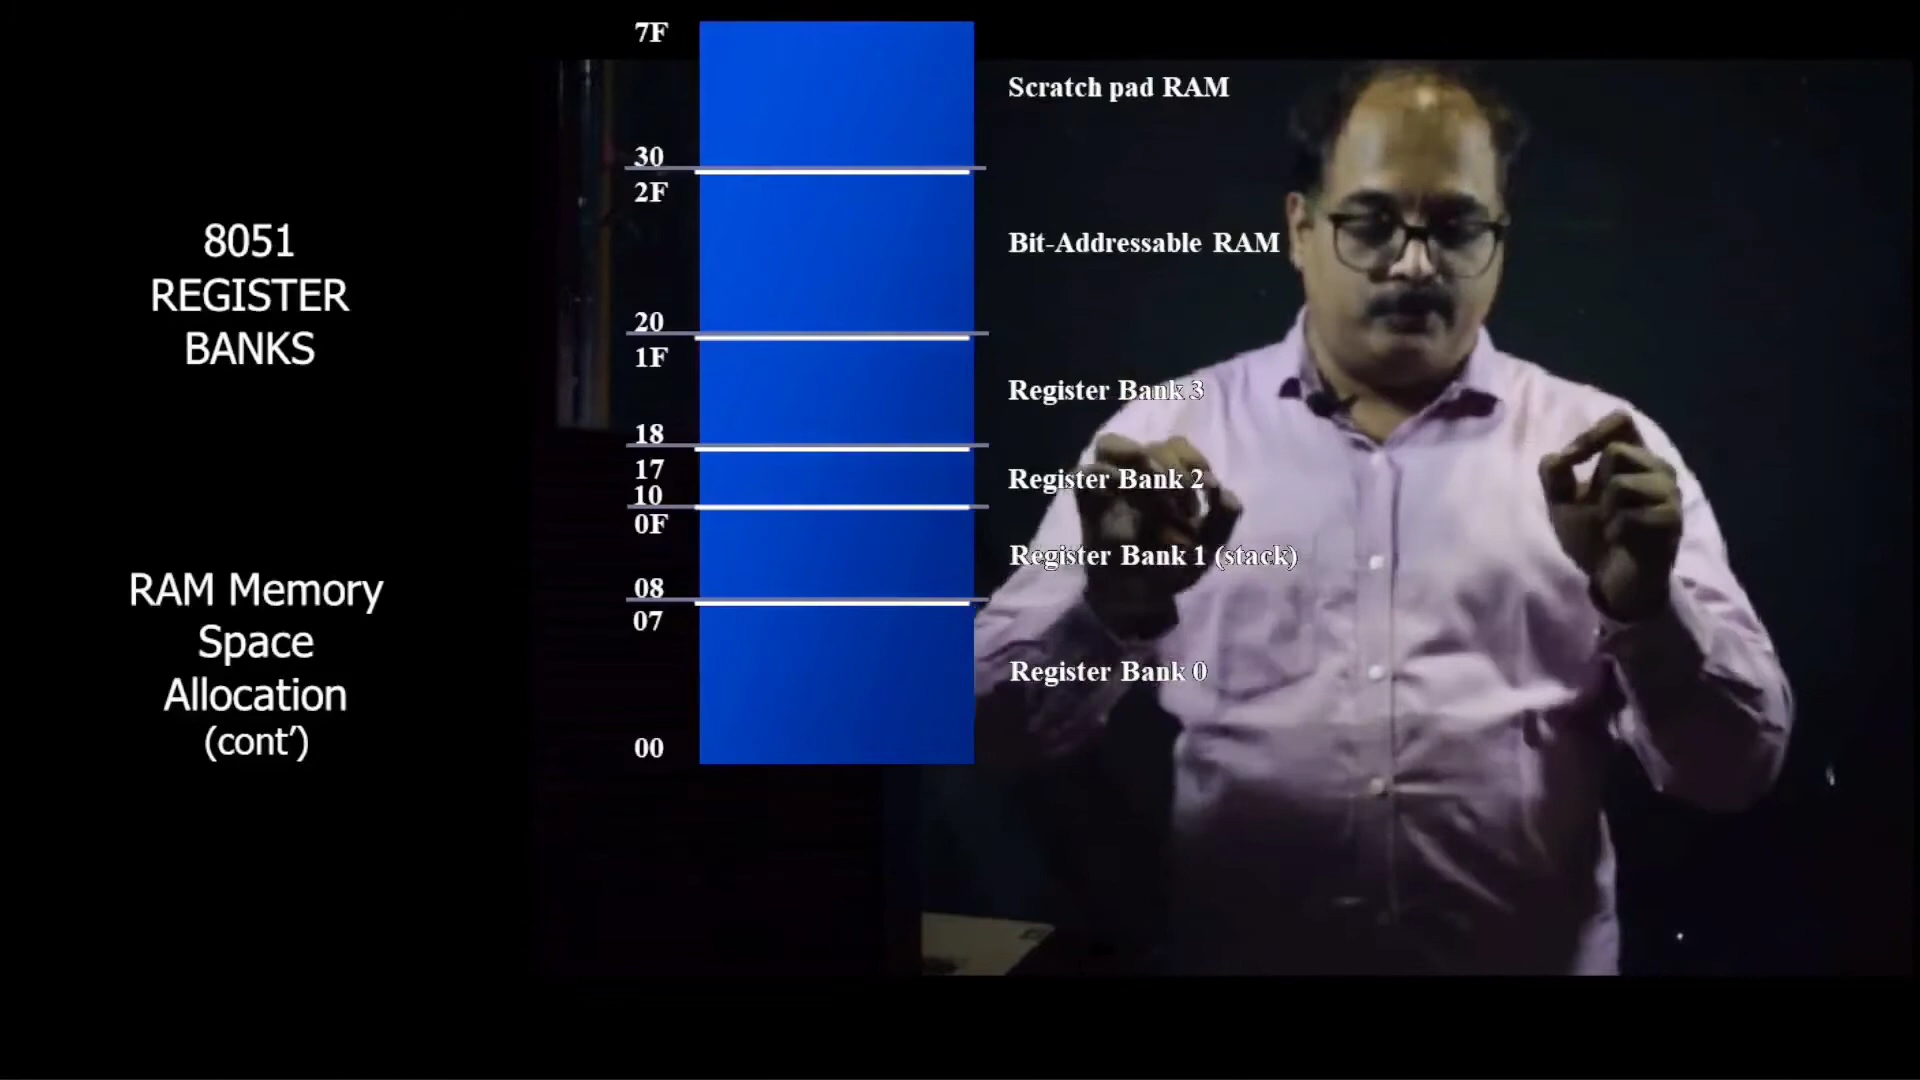 8051
REGISTER
BANKS
RAM Memory
Space
Allocation
(cont’)
7F
Scratch pad RAM
30
2F
Bit-Addressable RAM
20
1F
Register Bank 3
18
17
Register Bank 2
10
0F
Register Bank 1 (stack)
08
07
Register Bank 0
00